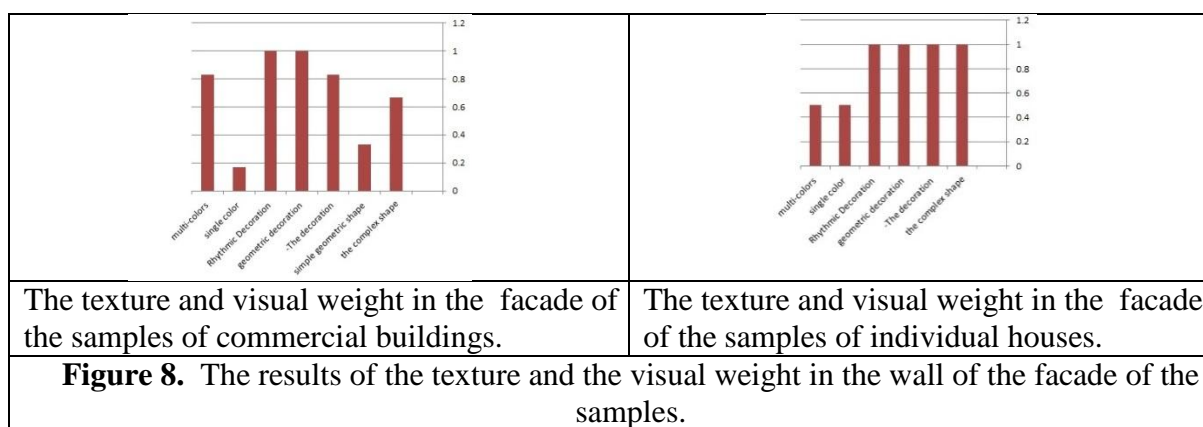 1.2
1
0.8
0.6
0.4
0.2
0
multi-colors
single color
Rhythmic Decoration
geometric decoration
-The decoration
simple geometric shape
the complex shape
The texture and visual weight in the facade of
the samples of commercial buildings.
1.2
1
0.8
0.6
0.4
0.2
0
multi-colors
single color
Rhythmic Decoration
geometric decoration
-The decoration
the complex shape
The texture and visual weight in the facade
of the samples of individual houses.
Figure 8. The results of the texture and the visual weight in the wall of the facade of the
samples.